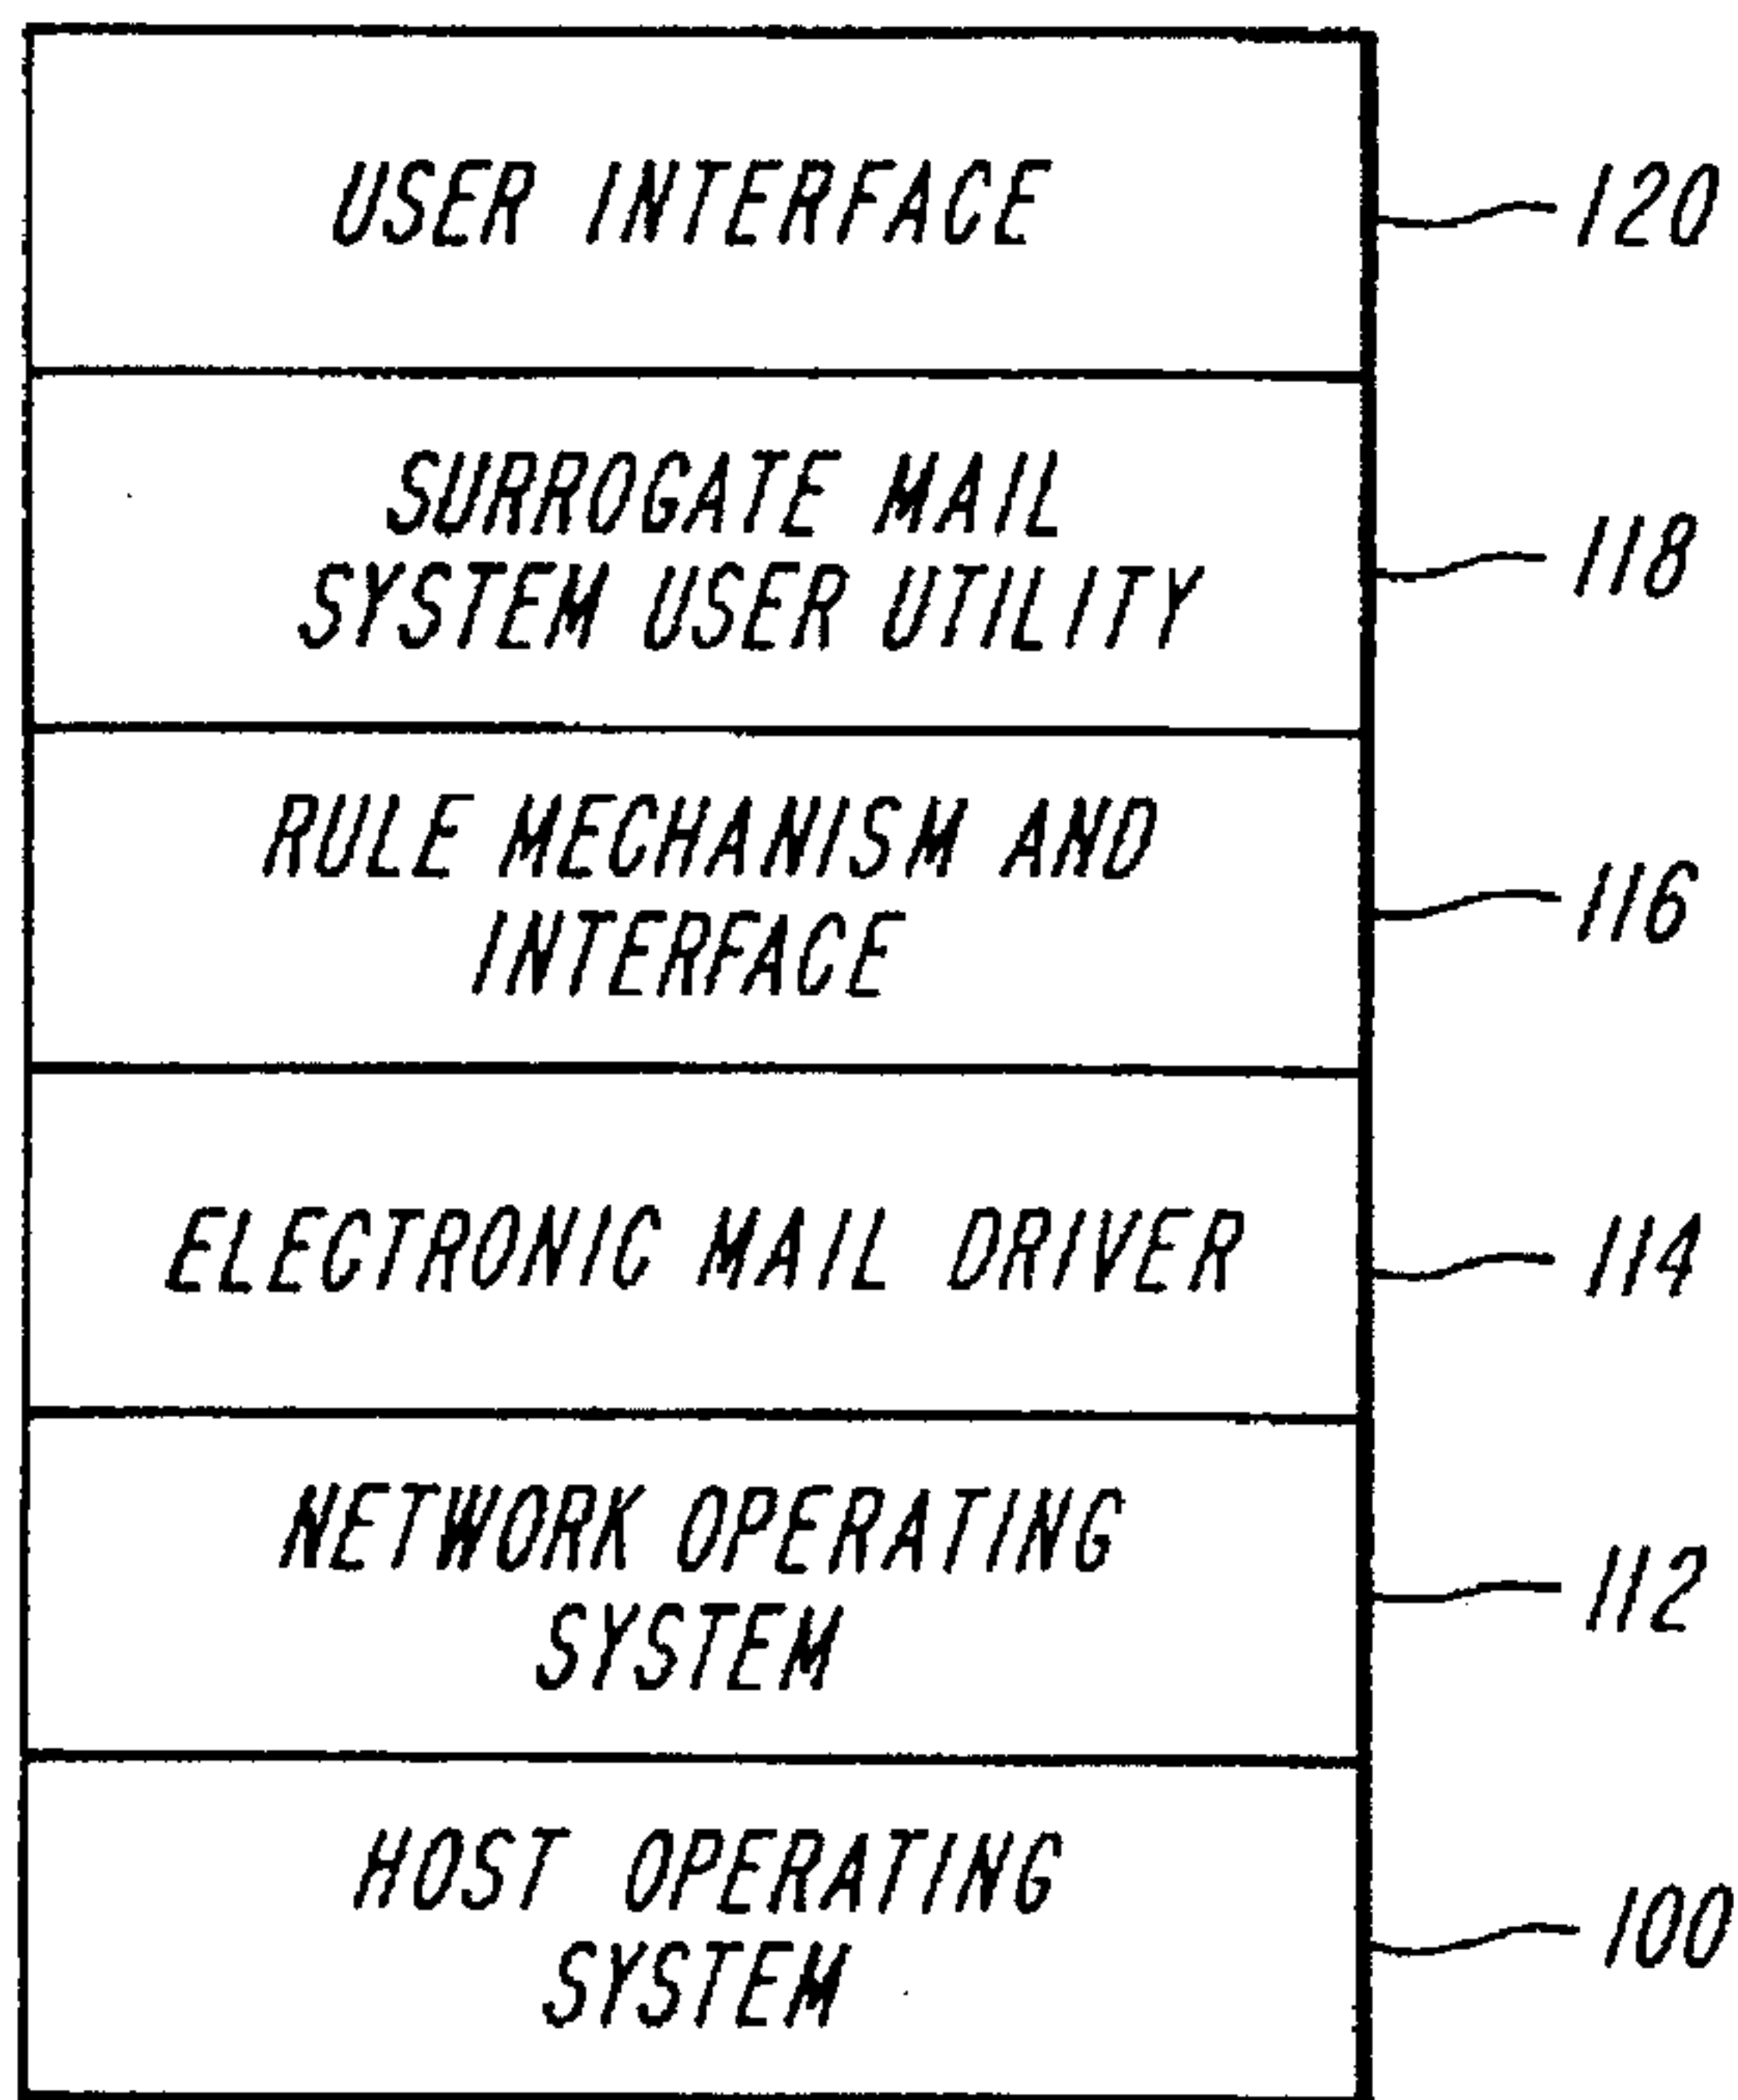 USER INTERFACE
120
SURROGATE MAIL
SYSTEM USER UTILITY
118
RULE MECHANISM AND
INTERFACE
116
ELECTRONIC MAIL DRIVER
114
NETWORK OPERATING
SYSTEM
112
HOST OPERATING
SYSTEM
100